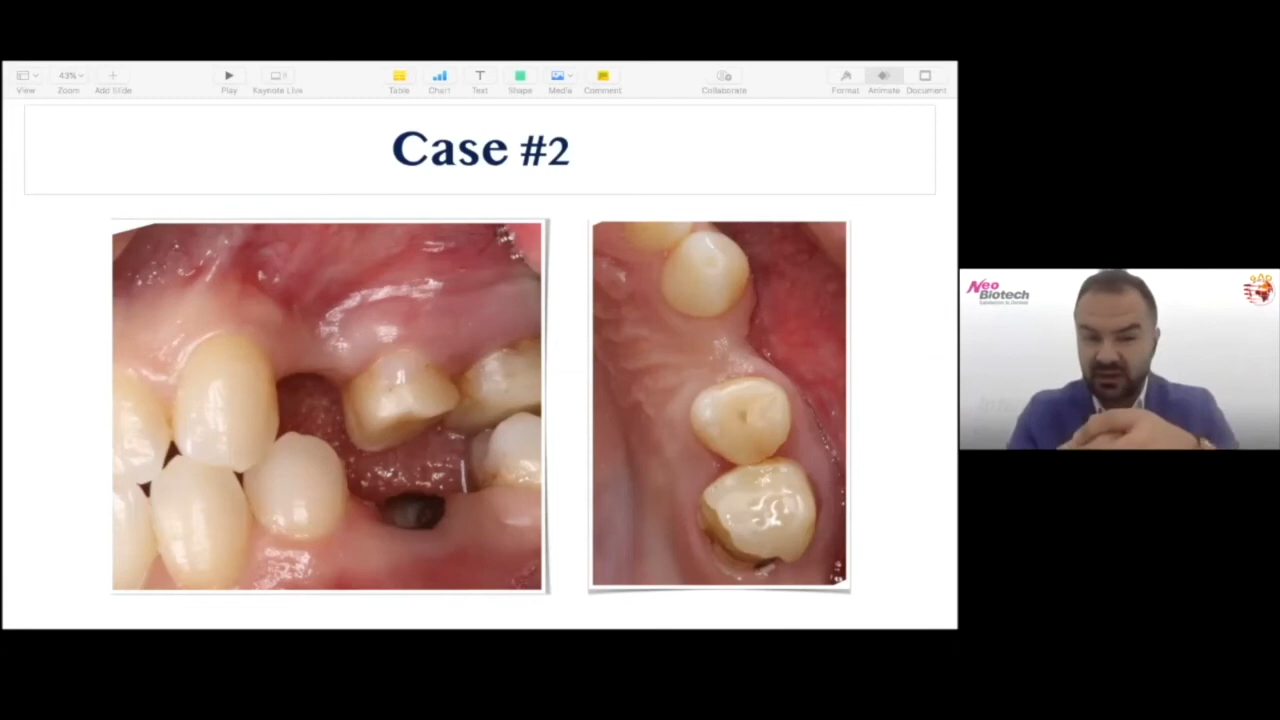 43%
View
Zoom
Add Slide
Play
Keynote Live
Table
Chart
Text
Shape
Media
Comment
Collaborate
Format
Animate
Document
Case #2
Neo
Biotech